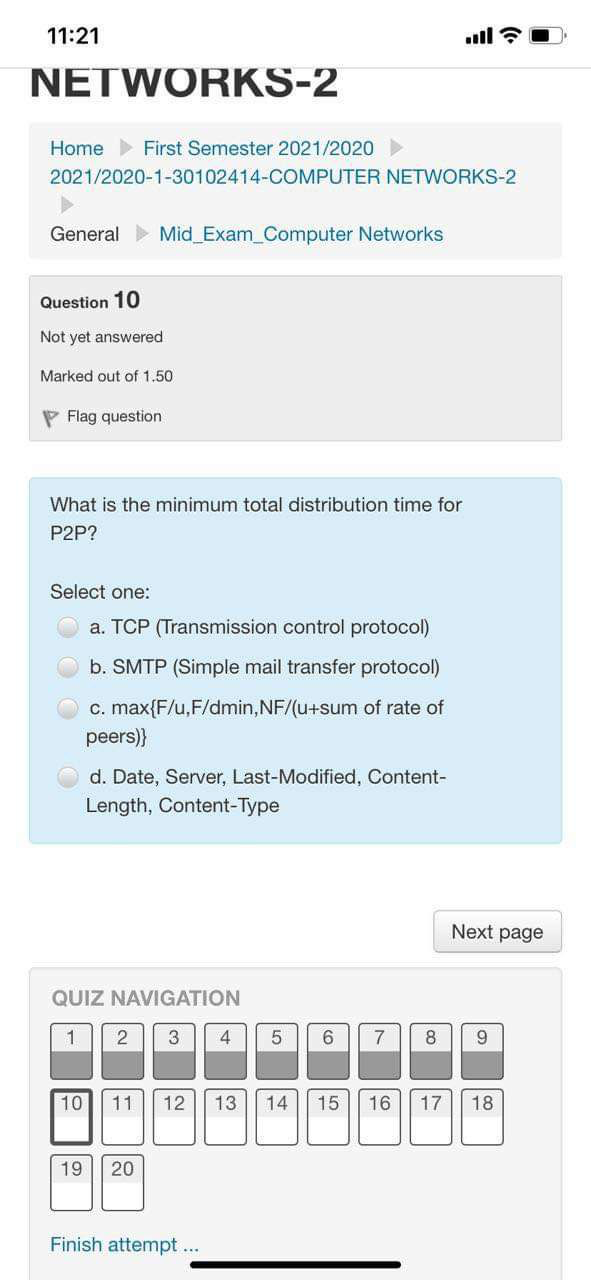 11:21
NETWORKS-2
Home First Semester 2021/2020
2021/2020-1-30102414-COMPUTER NETWORKS-2
General Mid_Exam_Computer Networks
Question 10
Not yet answered
Marked out of 1.50
Flag question
What is the minimum total distribution time for
P2P?
Select one:
a. TCP (Transmission control protocol)
b. SMTP (Simple mail transfer protocol)
c. max{F/u,F/dmin,NF/(u+sum of rate of
peers)}
d. Date, Server, Last-Modified, Content-
Length, Content-Type
Next page
QUIZ NAVIGATION
1 2 3 4 5 6 7 8 9
10 11 12 13 14 15 16 17 18
19 20
Finish attempt ...